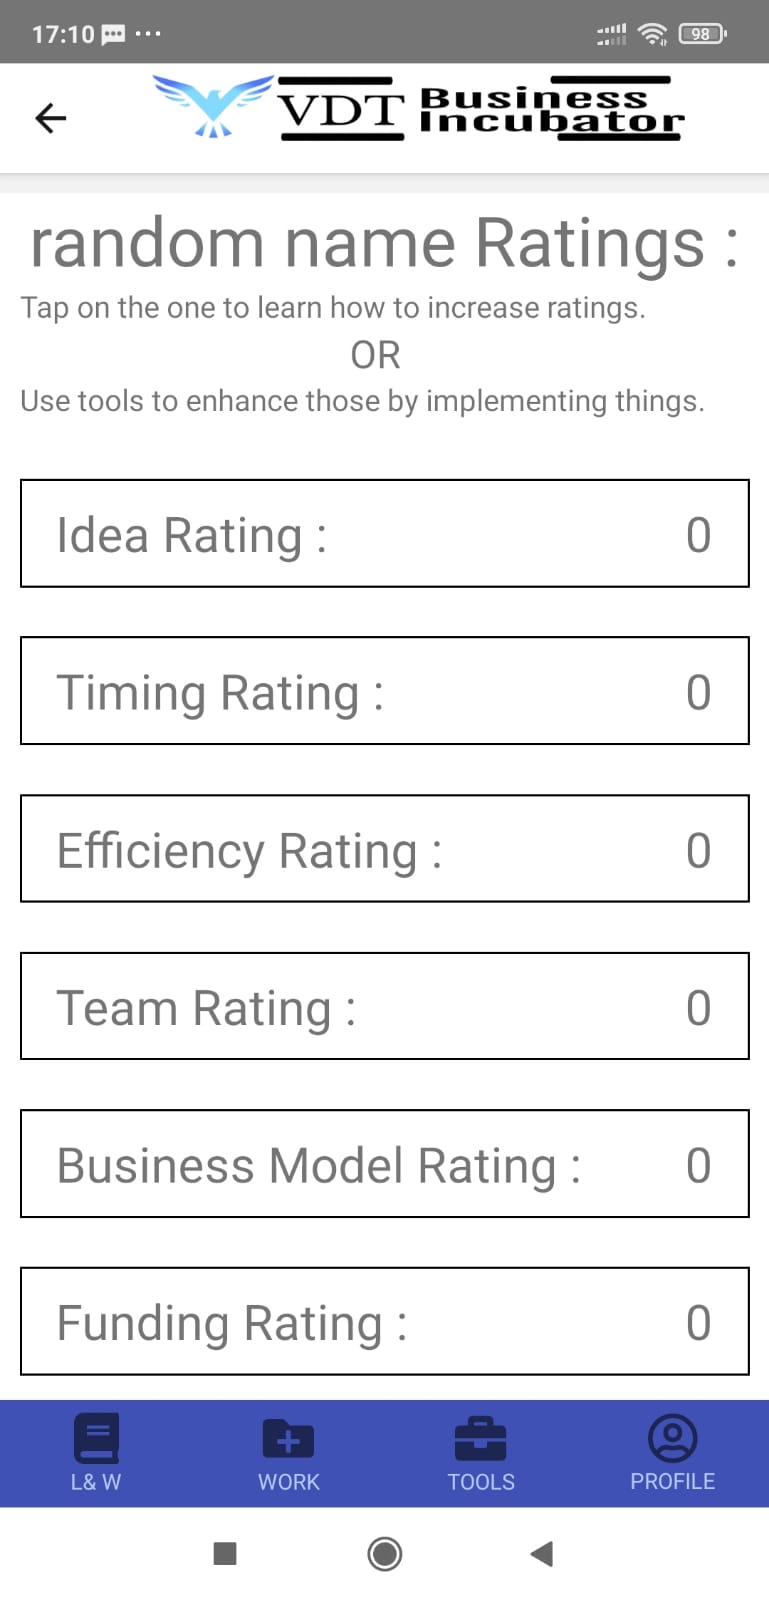 17:10
98
VDT Business
Incubator
random name Ratings :
Tap on the one to learn how to increase ratings.
OR
Use tools to enhance those by implementing things.
Idea Rating : 0
Timing Rating : 0
Efficiency Rating : 0
Team Rating : 0
Business Model Rating : 0
Funding Rating : 0
L& W WORK TOOLS PROFILE